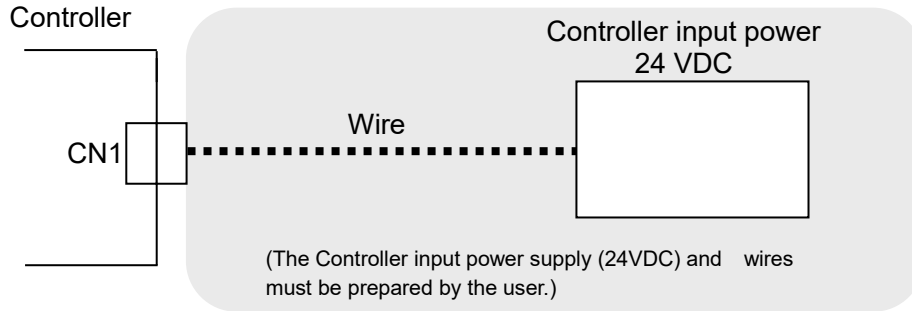 Controller
Controller input power
24 VDC
Wire
CN1
(The Controller input power supply (24VDC) and wires
must be prepared by the user.)